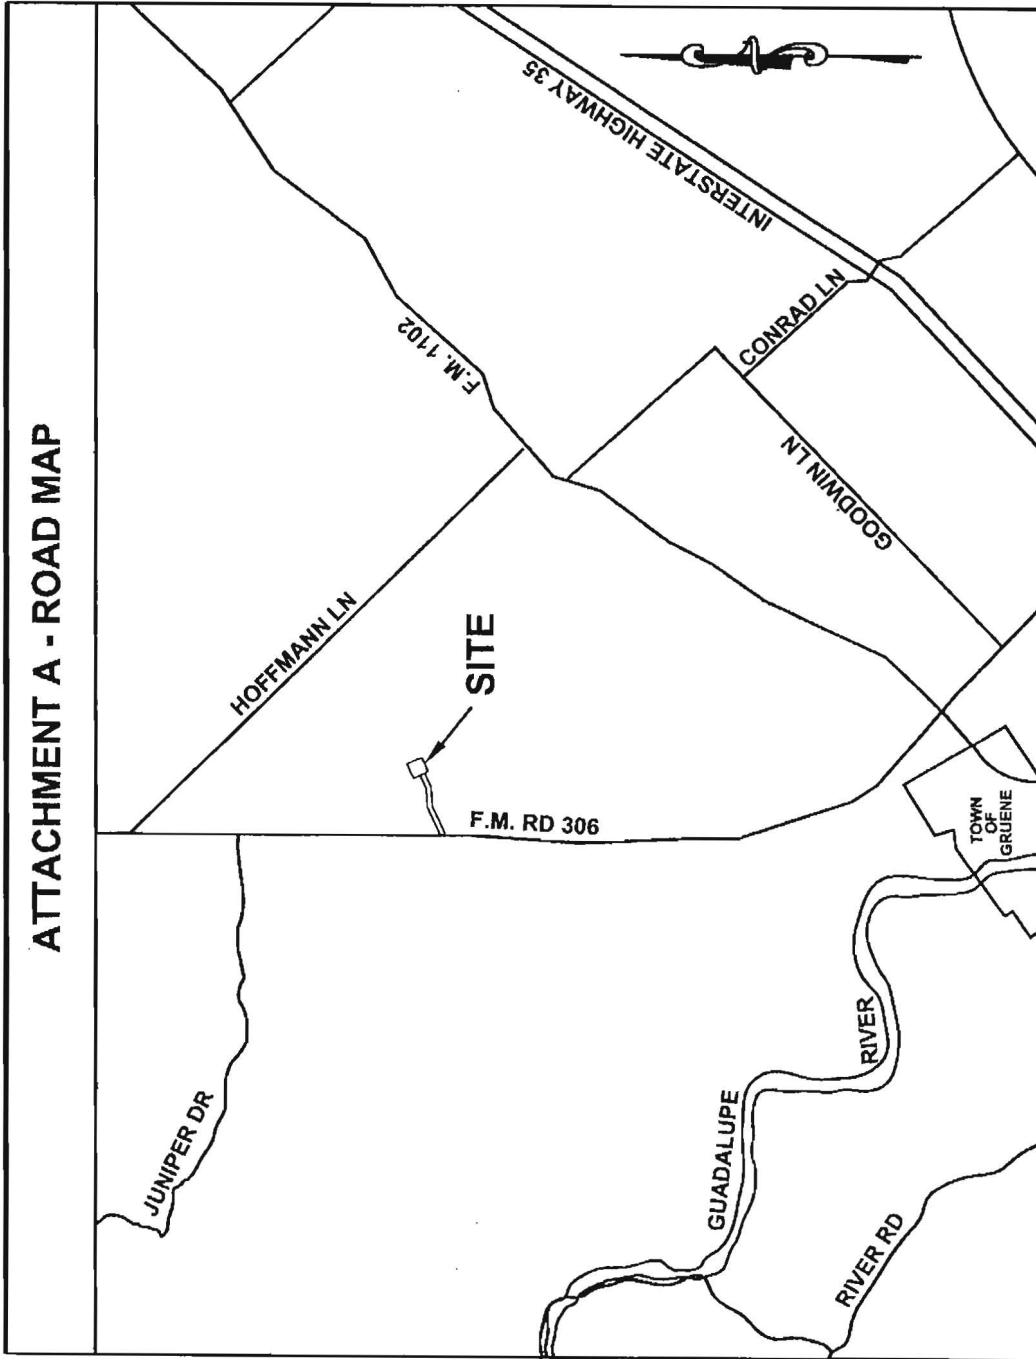 ATTACHMENT A - ROAD MAP
INTERSTATE HIGHWAY 35
F.M. 1102
CONRAD LN
GOODWIN LN
HOFFMANN LN
SITE
F.M. RD 306
TOWN
OF
GRUENE
JUNIPER DR
GUADALUPE
RIVER
RIVER RD